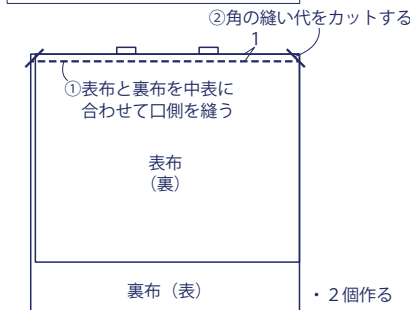 ②角の縫い代をカットする
1
①表布と裏布を中表に
合わせて口側を縫う
表布
（裏）
裏布（表）
・２個作る